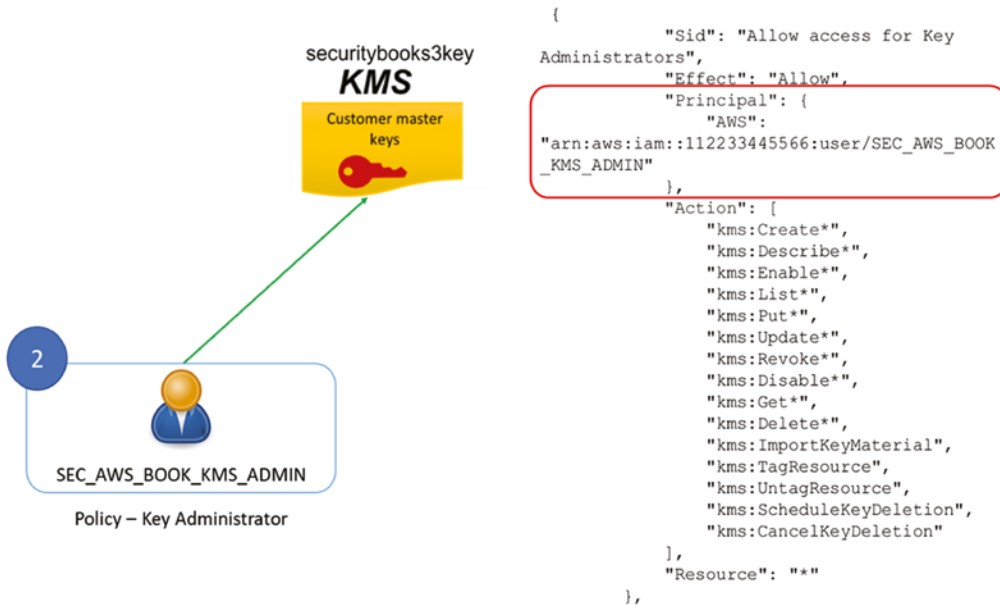 securitybooks3key
KMS
Customer master
keys
2
SEC_AWS_BOOK_KMS_ADMIN
Policy – Key Administrator
{
"Sid": "Allow access for Key
Administrators",
"Effect": "Allow",
"Principal": {
"AWS":
"arn:aws:iam::112233445566:user/SEC_AWS_BOOK
_KMS_ADMIN"
},
"Action": [
"kms:Create*",
"kms:Describe*",
"kms:Enable*",
"kms:List*",
"kms:Put*",
"kms:Update*",
"kms:Revoke*",
"kms:Disable*",
"kms:Get*",
"kms:Delete*",
"kms:ImportKeyMaterial",
"kms:TagResource",
"kms:UntagResource",
"kms:ScheduleKeyDeletion",
"kms:CancelKeyDeletion"
],
"Resource": "*"
},